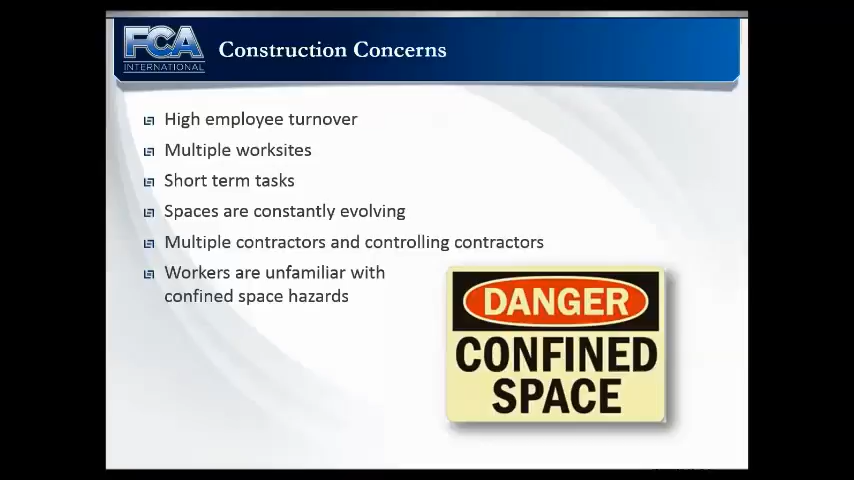 FCA
INTERNATIONAL
Construction Concerns
High employee turnover
Multiple worksites
Short term tasks
Spaces are constantly evolving
Multiple contractors and controlling contractors
Workers are unfamiliar with
confined space hazards
DANGER
CONFINED
SPACE